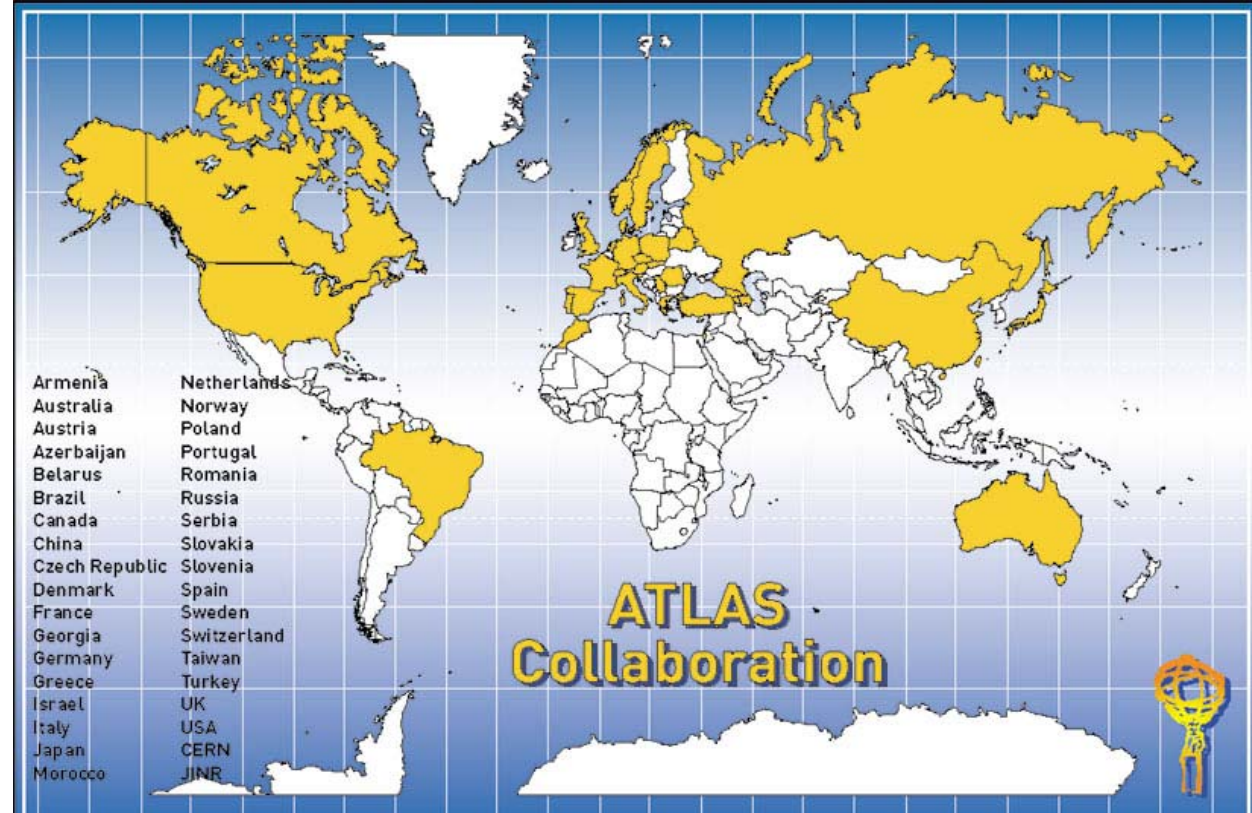 Armenia
Australia
Austria
Azerbaijan
Belarus
Brazil
Canada
China
Czech Republic
Denmark
France
Georgia
Germany
Greece
Israel
Italy
Japan
Morocco
Netherlands
Norway
Poland
Portugal
Romania
Russia
Serbia
Slovakia
Slovenia
Spain
Sweden
Switzerland
Taiwan
Turkey
UK
USA
CERN
JINR
ATLAS
Collaboration